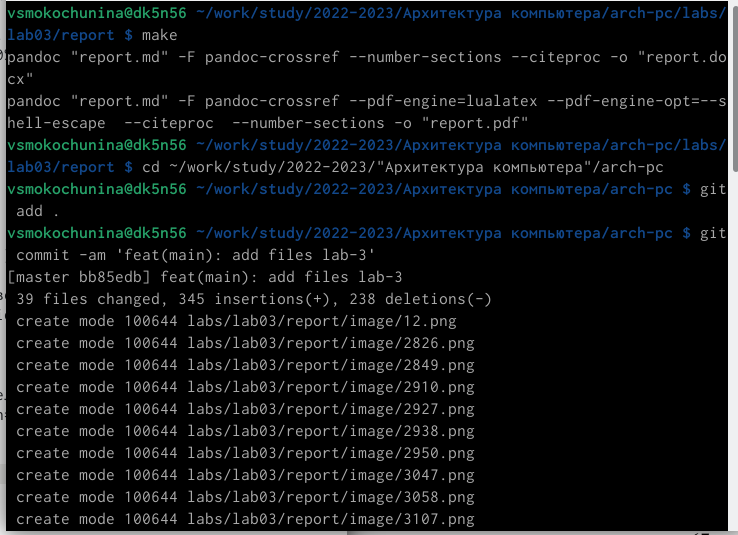 vsmokochunina@dk5n56 ~/work/study/2022-2023/Архитектура компьютера/arch-pc/labs/
lab03/report $ make
pandoc "report.md" -F pandoc-crossref --number-sections --citeproc -o "report.do
cx"
pandoc "report.md" -F pandoc-crossref --pdf-engine=lualatex --pdf-engine-opt=--s
hell-escape  --citeproc  --number-sections -o "report.pdf"
vsmokochunina@dk5n56 ~/work/study/2022-2023/Архитектура компьютера/arch-pc/labs/
lab03/report $ cd ~/work/study/2022-2023/"Архитектура компьютера"/arch-pc
vsmokochunina@dk5n56 ~/work/study/2022-2023/Архитектура компьютера/arch-pc $ git
 add .
vsmokochunina@dk5n56 ~/work/study/2022-2023/Архитектура компьютера/arch-pc $ git
 commit -am 'feat(main): add files lab-3'
[master bb85edb] feat(main): add files lab-3
 39 files changed, 345 insertions(+), 238 deletions(-)
 create mode 100644 labs/lab03/report/image/12.png
 create mode 100644 labs/lab03/report/image/2826.png
 create mode 100644 labs/lab03/report/image/2849.png
 create mode 100644 labs/lab03/report/image/2910.png
 create mode 100644 labs/lab03/report/image/2927.png
 create mode 100644 labs/lab03/report/image/2938.png
 create mode 100644 labs/lab03/report/image/2950.png
 create mode 100644 labs/lab03/report/image/3047.png
 create mode 100644 labs/lab03/report/image/3058.png
 create mode 100644 labs/lab03/report/image/3107.png